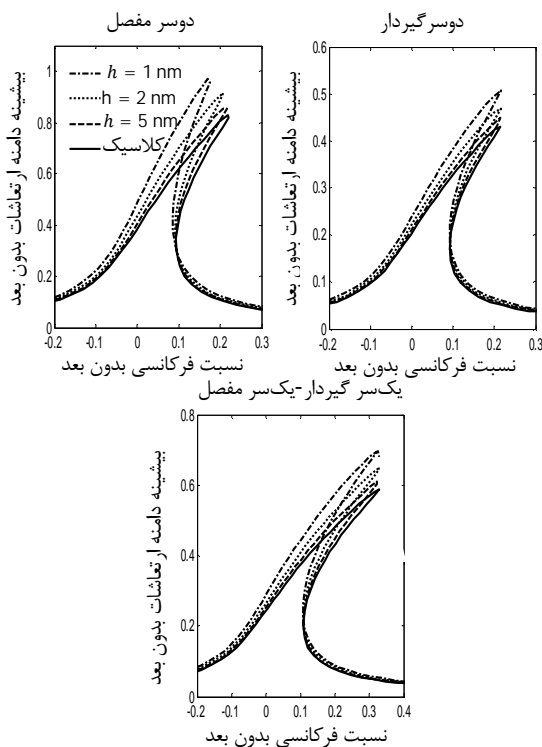 دوسر مفصل
بیشینه دامنه ارتعاشات بدون بعد
1
0.8
0.6
0.4
0.2
0
h = 1 nm
h = 2 nm
h = 5 nm
کلاسیک
-0.2 -0.1 0 0.1 0.2 0.3
نسبت فرکانسی بدون بعد
دوسرگیردار
بیشینه دامنه ارتعاشات بدون بعد
0.6
0.5
0.4
0.3
0.2
0.1
0
-0.2 -0.1 0 0.1 0.2 0.3
نسبت فرکانسی بدون بعد
یک‌سر گیردار-یک‌سر مفصل
بیشینه دامنه ارتعاشات بدون بعد
0.8
0.6
0.4
0.2
0
-0.2 -0.1 0 0.1 0.2 0.3 0.4
نسبت فرکانسی بدون بعد